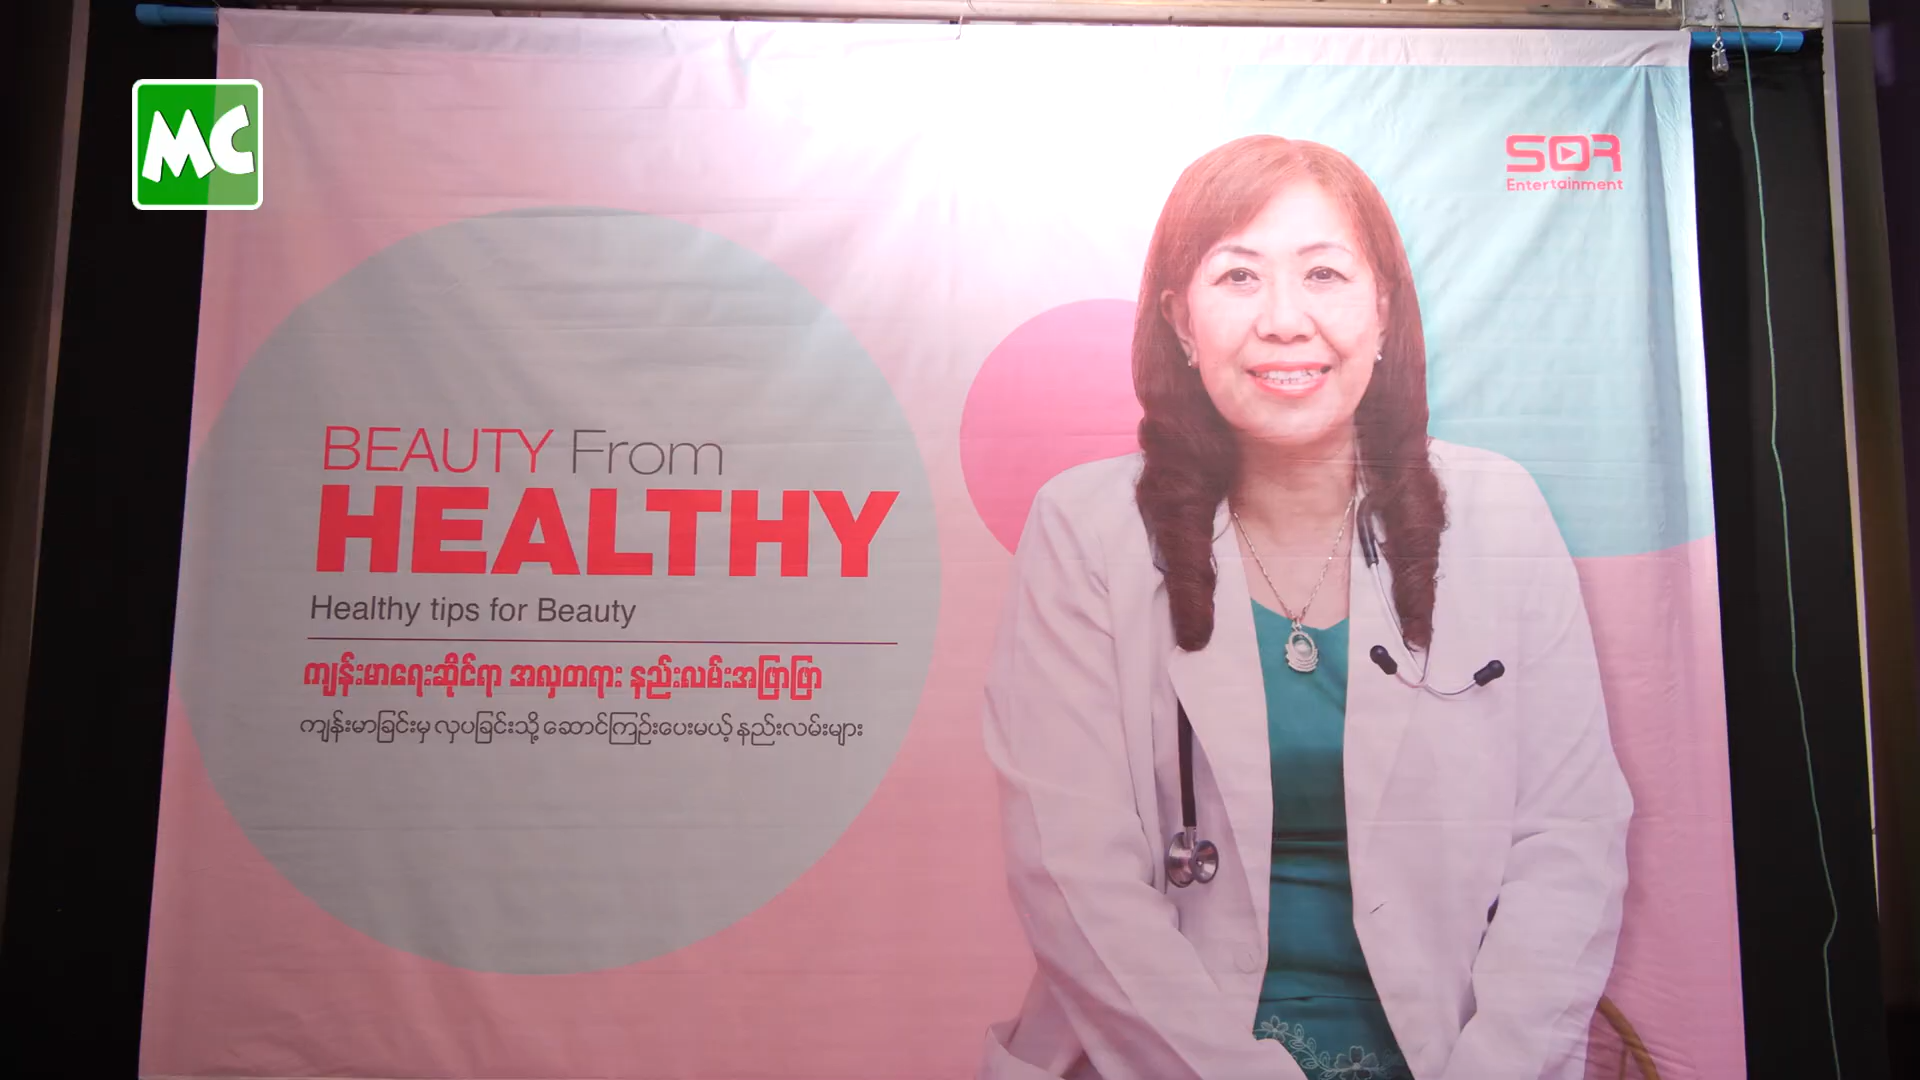 MC
SOR
Entertainment
BEAUTY From
HEALTHY
Healthy tips for Beauty
ကျန်းမာရေးဆိုင်ရာ အလှတရား နည်းလမ်းအဖြာဖြာ
ကျန်းမာခြင်းမှ လှပခြင်းသို့ ဆောင်ကြဉ်းပေးမယ့် နည်းလမ်းများ